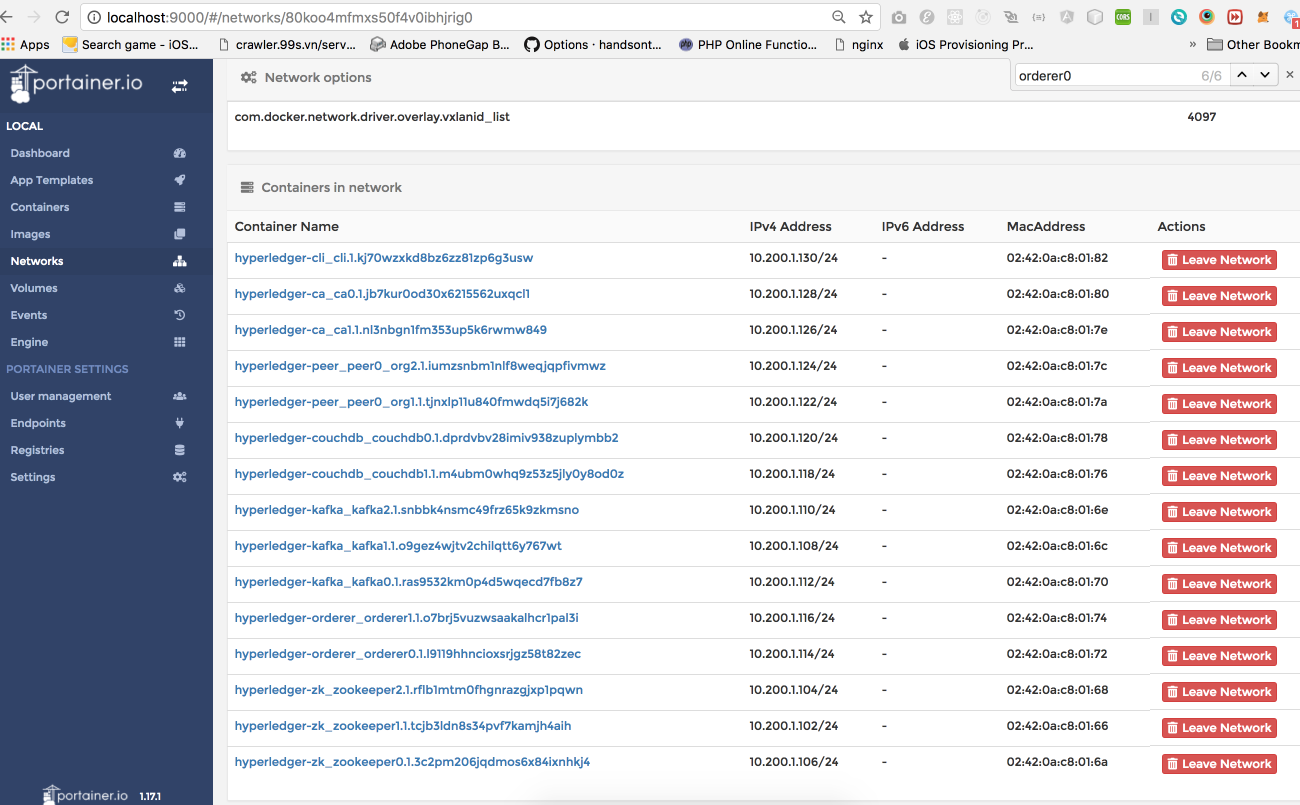 localhost:9000/#/networks/80koo4mfmxs50f4v0ibhjrig0
Apps Search game - iOS... crawler.99s.vn/serv... Adobe PhoneGap B... Options · handsont... PHP Online Functio... nginx iOS Provisioning Pr... » Other Bookm
orderer0 6/6
portainer.io
LOCAL
Dashboard
App Templates
Containers
Images
Networks
Volumes
Events
Engine
PORTAINER SETTINGS
User management
Endpoints
Registries
Settings
portainer.io 1.17.1
Network options
com.docker.network.driver.overlay.vxlanid_list 4097
Containers in network
Container Name IPv4 Address IPv6 Address MacAddress Actions
hyperledger-cli_cli.1.kj70wzxkd8bz6zz81zp6g3usw 10.200.1.130/24 - 02:42:0a:c8:01:82 Leave Network
hyperledger-ca_ca0.1.jb7kur0od30x6215562uxqcl1 10.200.1.128/24 - 02:42:0a:c8:01:80 Leave Network
hyperledger-ca_ca1.1.nl3nbgn1fm353up5k6rwmw849 10.200.1.126/24 - 02:42:0a:c8:01:7e Leave Network
hyperledger-peer_peer0_org2.1.iumzsnbm1nlf8weqjqpfivmwz 10.200.1.124/24 - 02:42:0a:c8:01:7c Leave Network
hyperledger-peer_peer0_org1.1.tjnxlp11u840fmwdq5i7j682k 10.200.1.122/24 - 02:42:0a:c8:01:7a Leave Network
hyperledger-couchdb_couchdb0.1.dprdvbv28imiv938zuplymbb2 10.200.1.120/24 - 02:42:0a:c8:01:78 Leave Network
hyperledger-couchdb_couchdb1.1.m4ubm0whq9z53z5jly0y8od0z 10.200.1.118/24 - 02:42:0a:c8:01:76 Leave Network
hyperledger-kafka_kafka2.1.snbbk4nsmc49frz65k9zkmsno 10.200.1.110/24 - 02:42:0a:c8:01:6e Leave Network
hyperledger-kafka_kafka1.1.o9gez4wjtv2chilqtt6y767wt 10.200.1.108/24 - 02:42:0a:c8:01:6c Leave Network
hyperledger-kafka_kafka0.1.ras9532km0p4d5wqecd7fb8z7 10.200.1.112/24 - 02:42:0a:c8:01:70 Leave Network
hyperledger-orderer_orderer1.1.o7brj5vuzwsaakalhcr1pal3i 10.200.1.116/24 - 02:42:0a:c8:01:74 Leave Network
hyperledger-orderer_orderer0.1.l9119hhncioxsrjgz58t82zec 10.200.1.114/24 - 02:42:0a:c8:01:72 Leave Network
hyperledger-zk_zookeeper2.1.rflb1mtm0fhgnrazgjxp1pqwn 10.200.1.104/24 - 02:42:0a:c8:01:68 Leave Network
hyperledger-zk_zookeeper1.1.tcjb3ldn8s34pvf7kamjh4aih 10.200.1.102/24 - 02:42:0a:c8:01:66 Leave Network
hyperledger-zk_zookeeper0.1.3c2pm206jqdmos6x84ixnhkj4 10.200.1.106/24 - 02:42:0a:c8:01:6a Leave Network